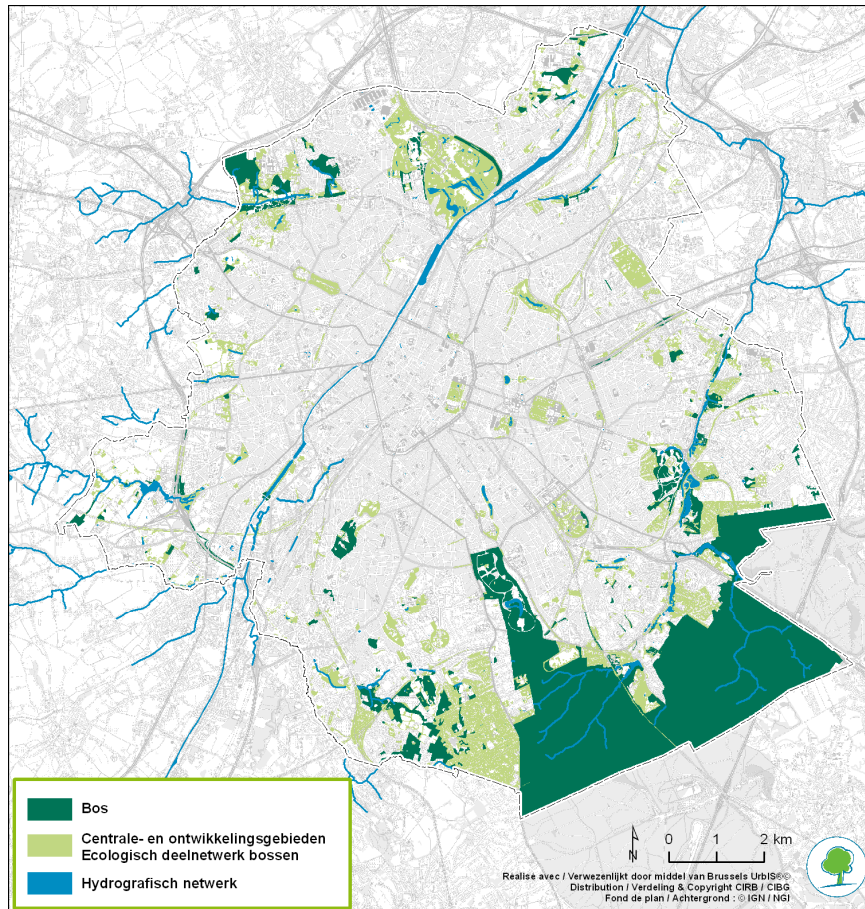 Bos
Centrale- en ontwikkelingsgebieden
Ecologisch deelnetwerk bossen
Hydrografisch netwerk
N
0 1 2 km
Realise avec / Verwezenlijkt door middel van Brussels UrbIS®©
Distribution / Verdeling & Copyright CIRB / CIBG
Fond de plan / Achtergrond : © IGN / NGI